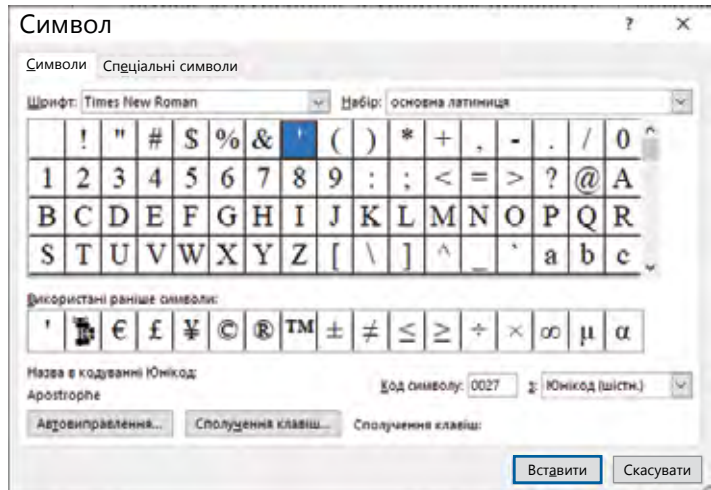 Символ ? ×
Символи Спеціальні символи
Шрифт: Times New Roman Набір: основна латиниця
! " # $ % & ' ( ) * + , - . / 0
1 2 3 4 5 6 7 8 9 : ; < = > ? @ A
B C D E F G H I J K L M N O P Q R
S T U V W X Y Z [ \ ] ^ _ ` a b c
Використані раніше символи:
' € £ ¥ © ® ™ ± ≠ ≤ ≥ ÷ × ∞ µ α
Назва в кодуванні Юнікод:
Apostrophe
Код символу: 0027 з: Юнікод (шістн.)
Автовиправлення... Сполучення клавіш... Сполучення клавіш:
Вставити Скасувати